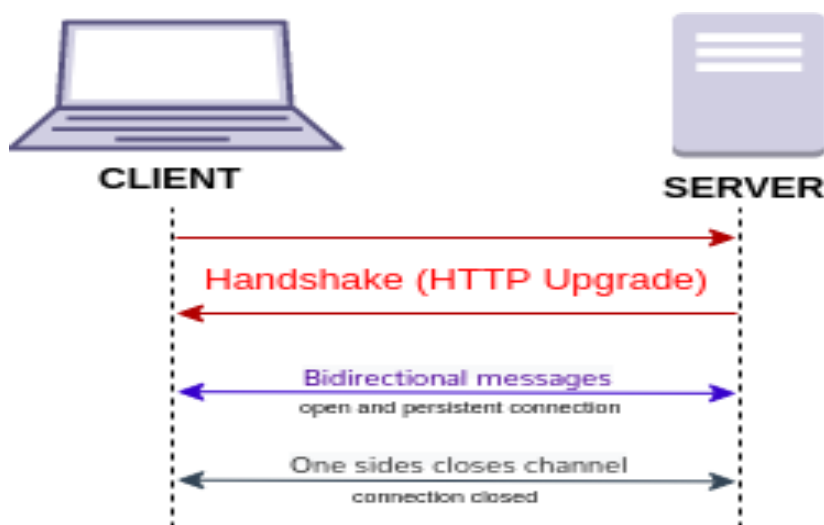 CLIENT
SERVER
Handshake (HTTP Upgrade)
Bidirectional messages
open and persistent connection
One sides closes channel
connection closed